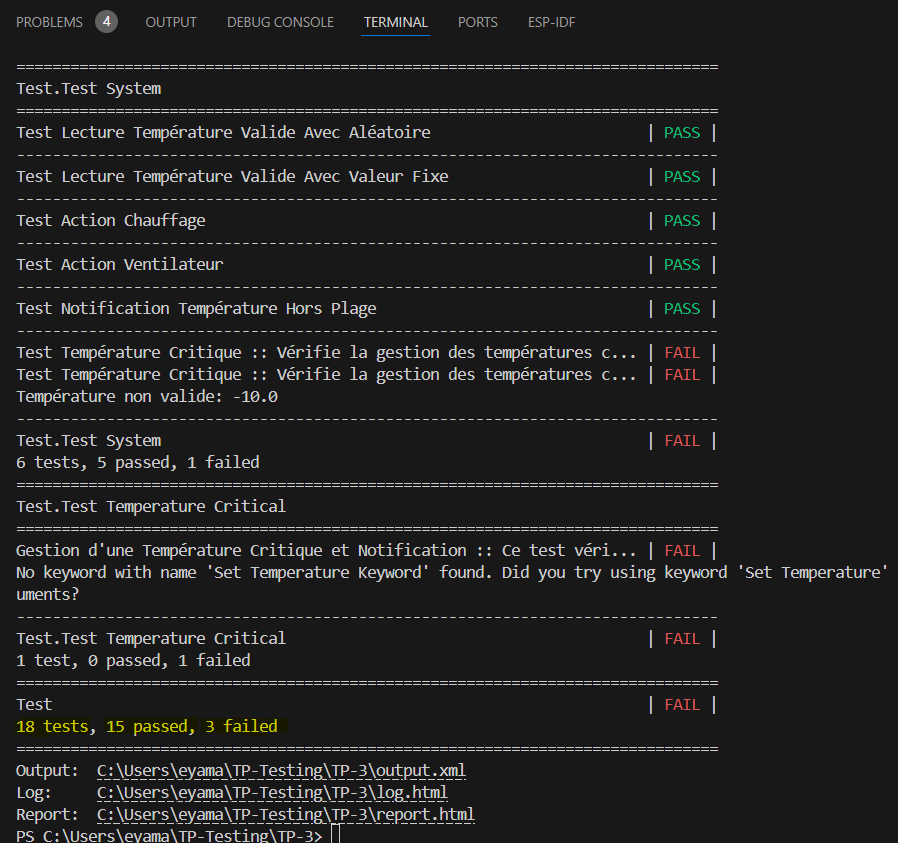 PROBLEMS 4 OUTPUT DEBUG CONSOLE TERMINAL PORTS ESP-IDF
==============================================================================
Test.Test System
==============================================================================
Test Lecture Température Valide Avec Aléatoire | PASS |
------------------------------------------------------------------------------
Test Lecture Température Valide Avec Valeur Fixe | PASS |
------------------------------------------------------------------------------
Test Action Chauffage | PASS |
------------------------------------------------------------------------------
Test Action Ventilateur | PASS |
------------------------------------------------------------------------------
Test Notification Température Hors Plage | PASS |
------------------------------------------------------------------------------
Test Température Critique :: Vérifie la gestion des températures c... | FAIL |
Test Température Critique :: Vérifie la gestion des températures c... | FAIL |
Température non valide: -10.0
------------------------------------------------------------------------------
Test.Test System | FAIL |
6 tests, 5 passed, 1 failed
==============================================================================
Test.Test Temperature Critical
==============================================================================
Gestion d'une Température Critique et Notification :: Ce test véri... | FAIL |
No keyword with name 'Set Temperature Keyword' found. Did you try using keyword 'Set Temperature'
uments?
------------------------------------------------------------------------------
Test.Test Temperature Critical | FAIL |
1 test, 0 passed, 1 failed
==============================================================================
Test | FAIL |
18 tests, 15 passed, 3 failed
==============================================================================
Output: C:\Users\eyama\TP-Testing\TP-3\output.xml
Log: C:\Users\eyama\TP-Testing\TP-3\log.html
Report: C:\Users\eyama\TP-Testing\TP-3\report.html
PS C:\Users\eyama\TP-Testing\TP-3>